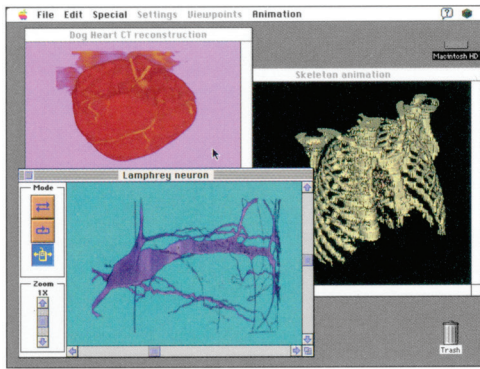 File Edit Special Settings Viewpoints Animation
Dog Heart CT reconstruction
Macintosh HD
Skeleton animation
Lamphrey neuron
Mode
Zoom
1X
Trash